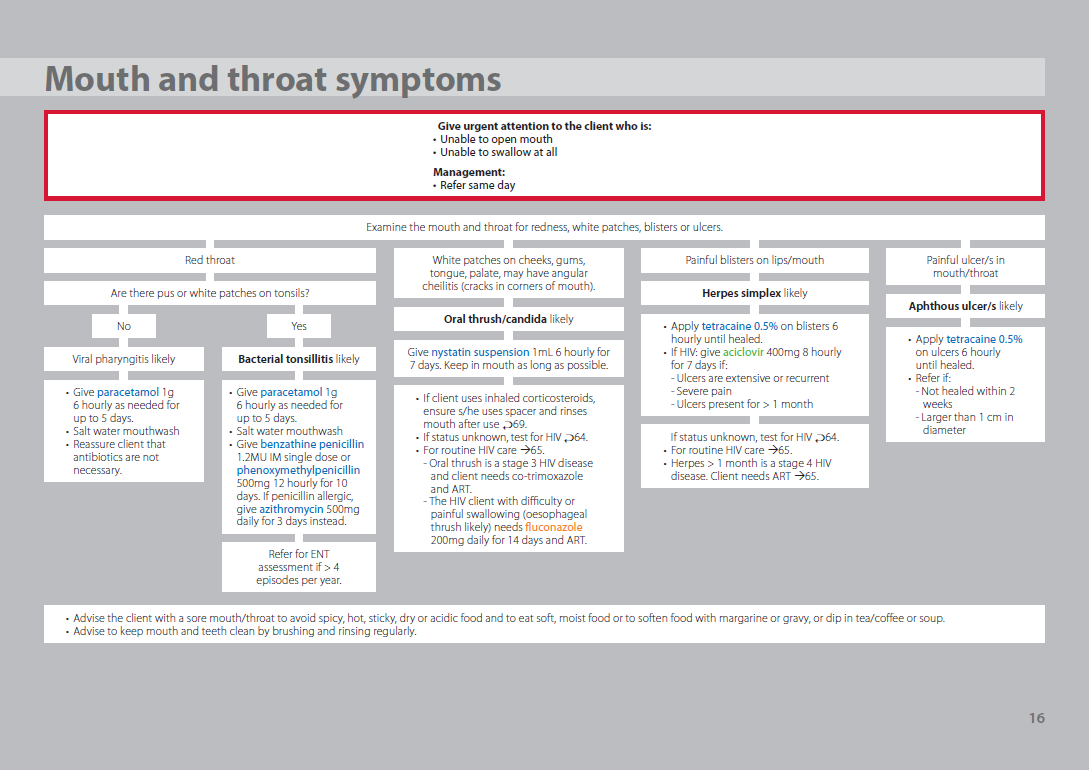 Mouth and throat symptoms
Give urgent attention to the client who is:
• Unable to open mouth
• Unable to swallow at all
Management:
• Refer same day
Examine the mouth and throat for redness, white patches, blisters or ulcers.
Red throat
Are there pus or white patches on tonsils?
No
Viral pharyngitis likely
• Give paracetamol 1g
6 hourly as needed for
up to 5 days.
• Salt water mouthwash
• Reassure client that
antibiotics are not
necessary.
Yes
Bacterial tonsillitis likely
• Give paracetamol 1g
6 hourly as needed for
up to 5 days.
• Salt water mouthwash
• Give benzathine penicillin
1.2MU IM single dose or
phenoxymethylpenicillin
500mg 12 hourly for 10
days. If penicillin allergic,
give azithromycin 500mg
daily for 3 days instead.
Refer for ENT
assessment if > 4
episodes per year.
White patches on cheeks, gums,
tongue, palate, may have angular
cheilitis (cracks in corners of mouth).
Oral thrush/candida likely
Give nystatin suspension 1mL 6 hourly for
7 days. Keep in mouth as long as possible.
• If client uses inhaled corticosteroids,
ensure s/he uses spacer and rinses
mouth after use ⮌69.
• If status unknown, test for HIV ⮌64.
• For routine HIV care →65.
- Oral thrush is a stage 3 HIV disease
and client needs co-trimoxazole
and ART.
- The HIV client with difficulty or
painful swallowing (oesophageal
thrush likely) needs fluconazole
200mg daily for 14 days and ART.
Painful blisters on lips/mouth
Herpes simplex likely
• Apply tetracaine 0.5% on blisters 6
hourly until healed.
• If HIV: give aciclovir 400mg 8 hourly
for 7 days if:
- Ulcers are extensive or recurrent
- Severe pain
- Ulcers present for > 1 month
If status unknown, test for HIV ⮌64.
• For routine HIV care →65.
• Herpes > 1 month is a stage 4 HIV
disease. Client needs ART →65.
Painful ulcer/s in
mouth/throat
Aphthous ulcer/s likely
• Apply tetracaine 0.5%
on ulcers 6 hourly
until healed.
• Refer if:
- Not healed within 2
weeks
- Larger than 1 cm in
diameter
• Advise the client with a sore mouth/throat to avoid spicy, hot, sticky, dry or acidic food and to eat soft, moist food or to soften food with margarine or gravy, or dip in tea/coffee or soup.
• Advise to keep mouth and teeth clean by brushing and rinsing regularly.
16